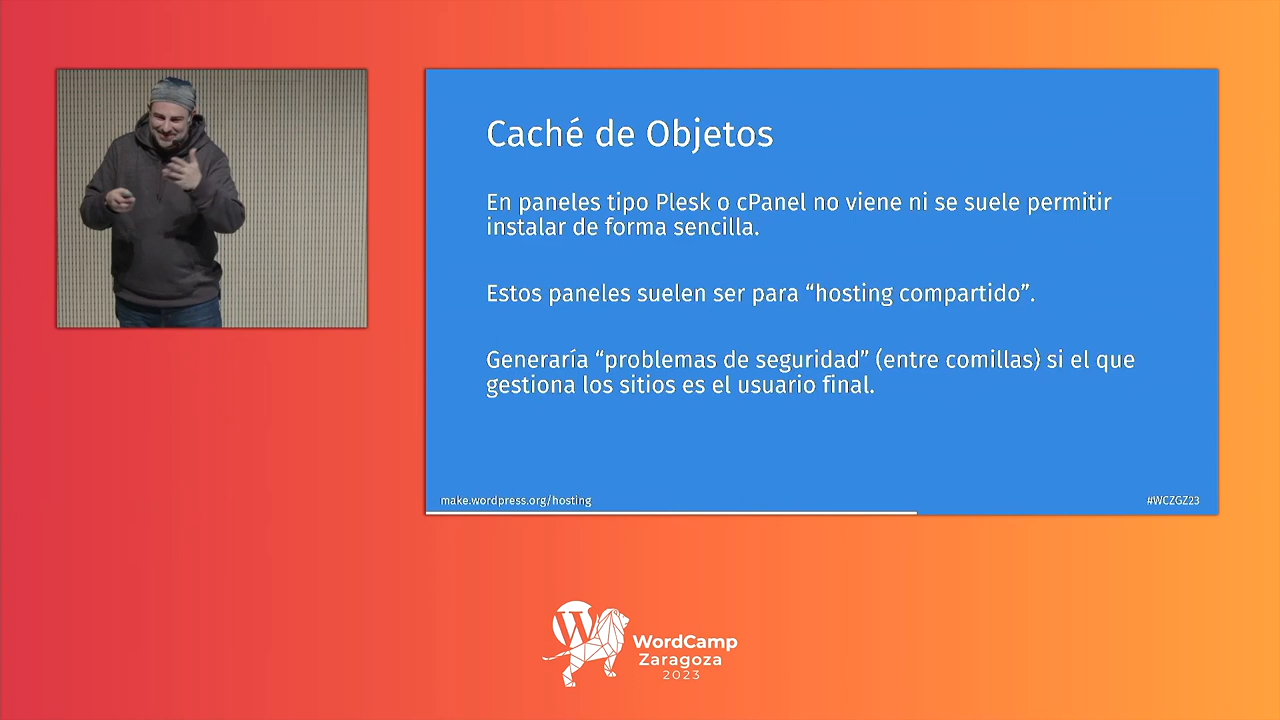 Caché de Objetos
En paneles tipo Plesk o cPanel no viene ni se suele permitir
instalar de forma sencilla.
Estos paneles suelen ser para “hosting compartido”.
Generaría “problemas de seguridad” (entre comillas) si el que
gestiona los sitios es el usuario final.
make.wordpress.org/hosting
#WCZGZ23
WordCamp
Zaragoza
2023